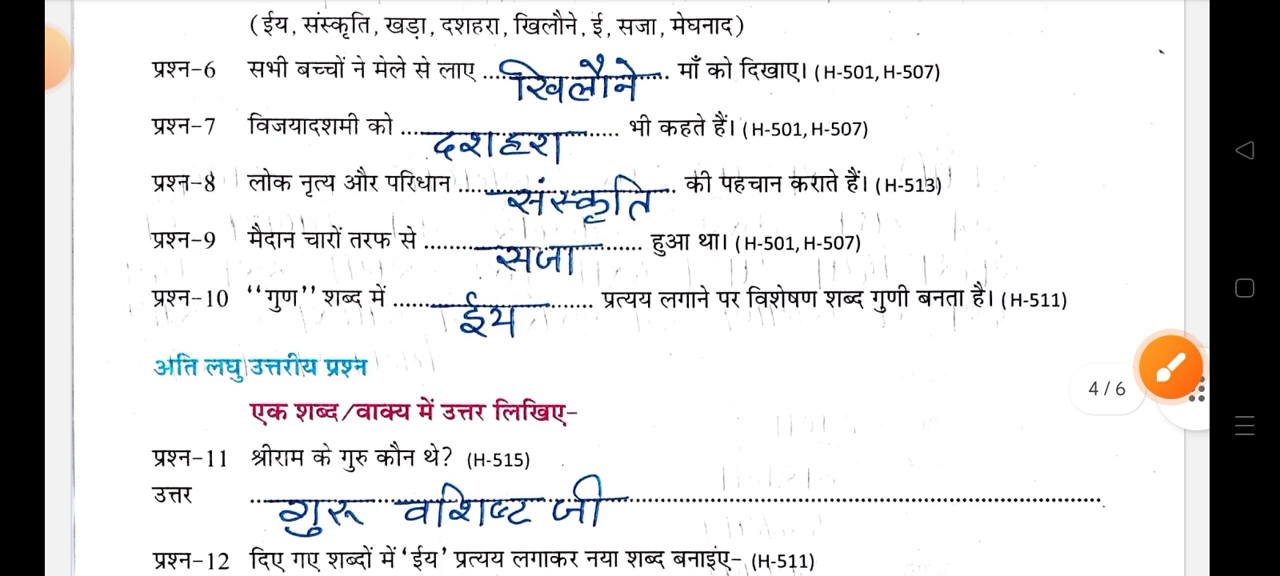 (ईय, संस्कृति, खड़ा, दशहरा, खिलौने, ई, सजा, मेघनाद)
प्रश्न-6 सभी बच्चों ने मेले से लाए ....खिलौने.... माँ को दिखाए। (H-501, H-507)
प्रश्न-7 विजयादशमी को ....दशहरा.... भी कहते हैं। (H-501, H-507)
प्रश्न-8 लोक नृत्य और परिधान ....संस्कृति.... की पहचान कराते हैं। (H-513)
प्रश्न-9 मैदान चारों तरफ से ....सजा.... हुआ था। (H-501, H-507)
प्रश्न-10 ‘‘गुण’’ शब्द में ....ईय.... प्रत्यय लगाने पर विशेषण शब्द गुणी बनता है। (H-511)
अति लघु उत्तरीय प्रश्न
एक शब्द/वाक्य में उत्तर लिखिए-
4 / 6
प्रश्न-11 श्रीराम के गुरु कौन थे? (H-515)
उत्तर गुरू वशिष्ट जी
प्रश्न-12 दिए गए शब्दों में ‘ईय’ प्रत्यय लगाकर नया शब्द बनाइंए- (H-511)